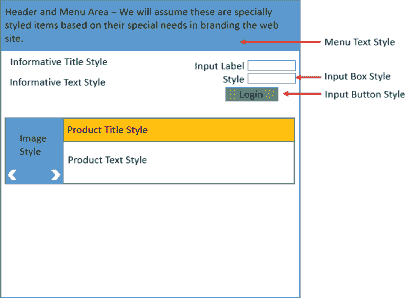 Header and Menu Area – We will assume these are specially
styled items based on their special needs in branding the web
site.
Menu Text Style
Informative Title Style
Input Label
Informative Text Style
Style
Input Box Style
Login
Input Button Style
Image
Style
Product Title Style
Product Text Style